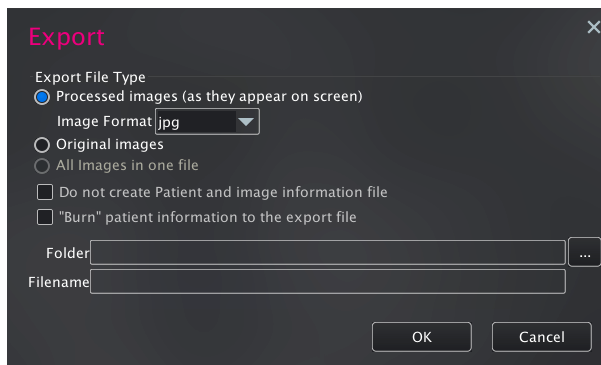 Export
Export File Type
Processed images (as they appear on screen)
Image Format jpg
Original images
All Images in one file
Do not create Patient and image information file
"Burn" patient information to the export file
Folder ...
Filename
OK Cancel